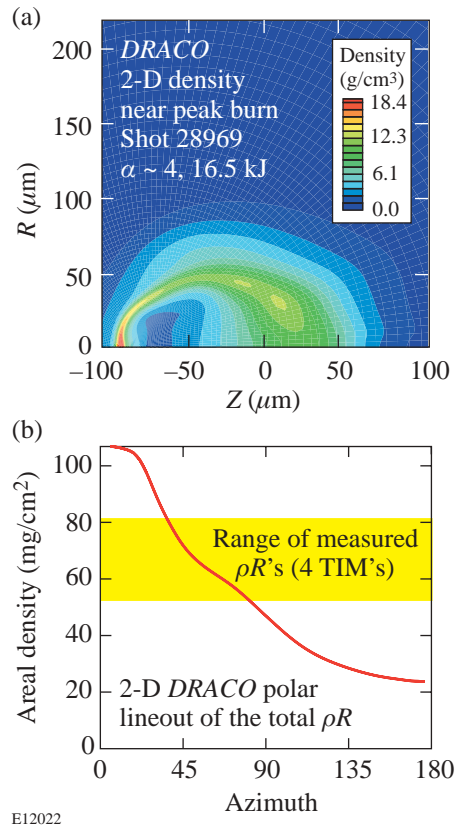 (a)
DRACO
2-D density
near peak burn
Shot 28969
α ~ 4, 16.5 kJ
Density
(g/cm³)
18.4
12.3
6.1
0.0
R (μm)
200
150
100
50
0
–100
–50
0
50
100
Z (μm)
(b)
Areal density (mg/cm²)
100
80
60
40
20
0
Range of measured
ρR's (4 TIM's)
2-D DRACO polar
lineout of the total ρR
0
45
90
135
180
Azimuth
E12022